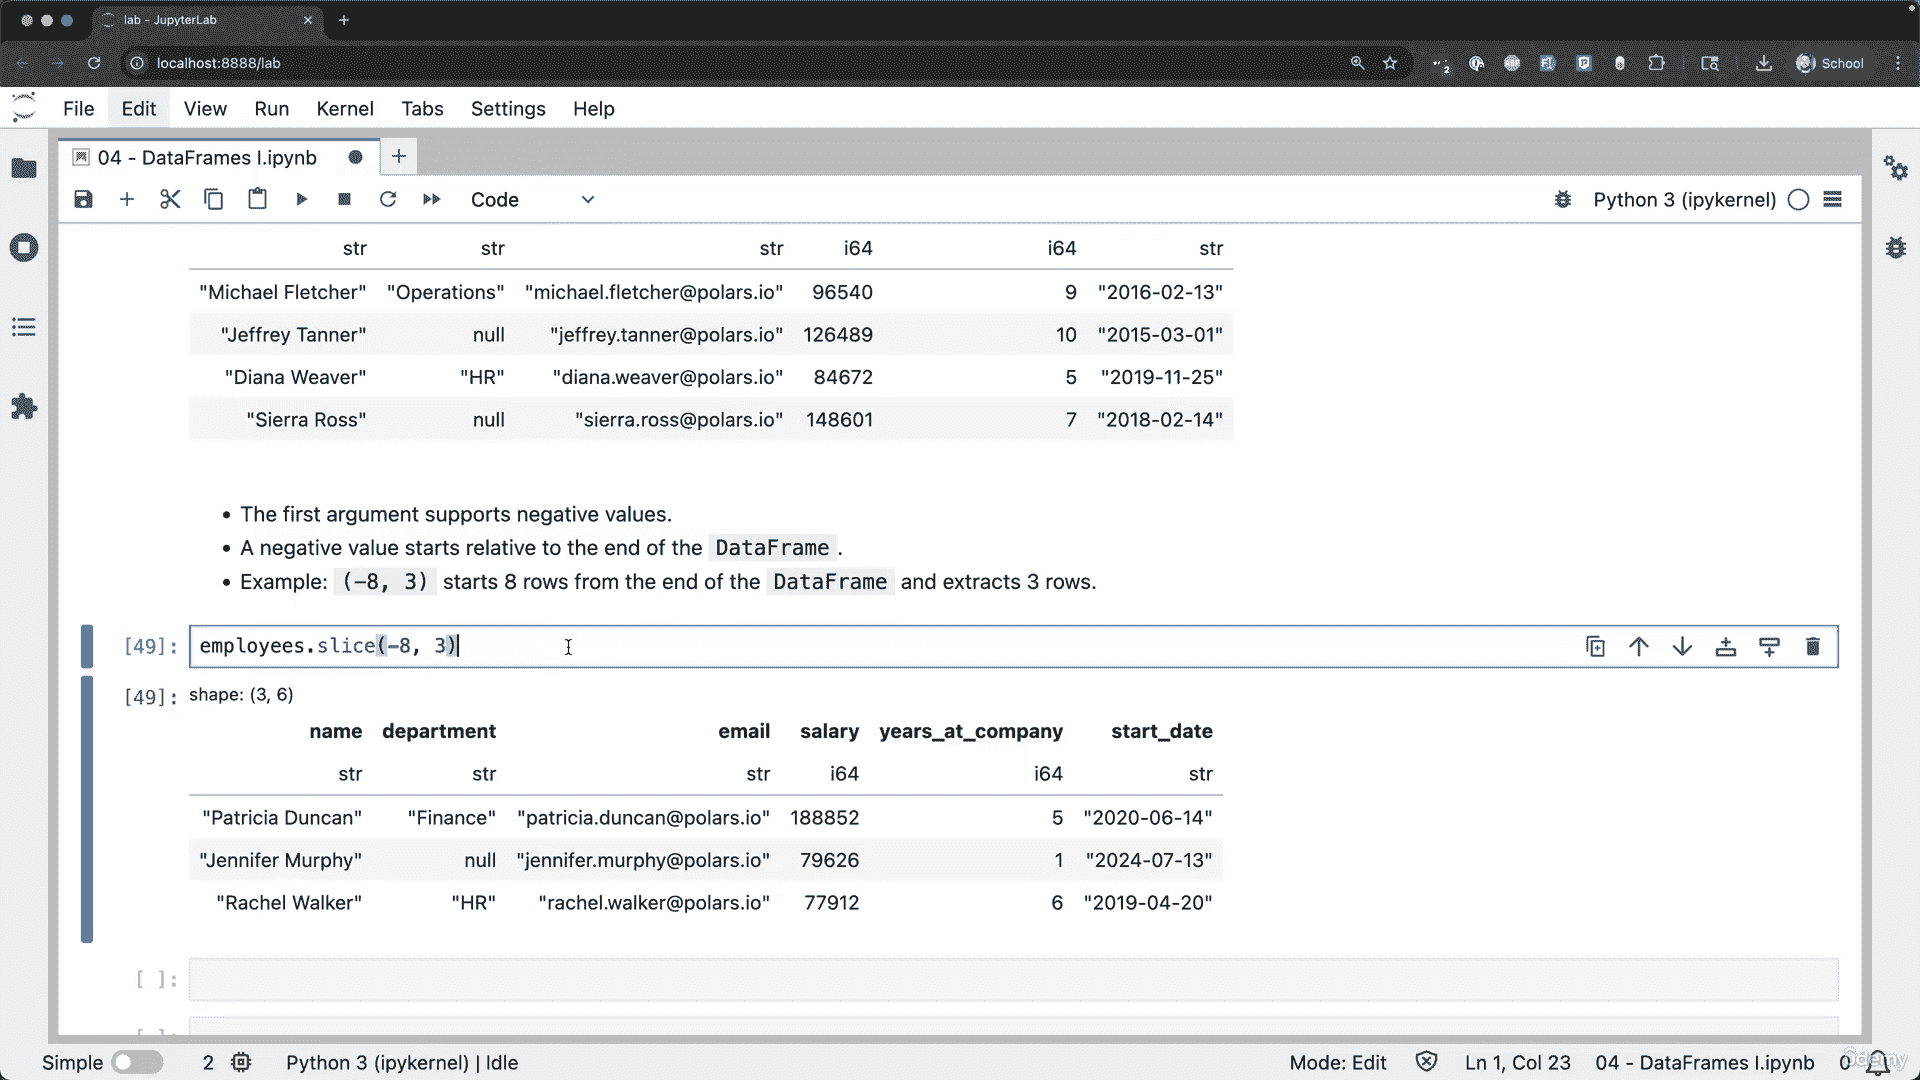 lab - JupyterLab
localhost:8888/lab
2
School
File Edit View Run Kernel Tabs Settings Help
04 - DataFrames I.ipynb
Code
Python 3 (ipykernel)
str str str i64 i64 str
"Michael Fletcher" "Operations" "michael.fletcher@polars.io" 96540 9 "2016-02-13"
"Jeffrey Tanner" null "jeffrey.tanner@polars.io" 126489 10 "2015-03-01"
"Diana Weaver" "HR" "diana.weaver@polars.io" 84672 5 "2019-11-25"
"Sierra Ross" null "sierra.ross@polars.io" 148601 7 "2018-02-14"
• The first argument supports negative values.
• A negative value starts relative to the end of the DataFrame .
• Example: (-8, 3) starts 8 rows from the end of the DataFrame and extracts 3 rows.
[49]: employees.slice(-8, 3)
[49]: shape: (3, 6)
name department email salary years_at_company start_date
str str str i64 i64 str
"Patricia Duncan" "Finance" "patricia.duncan@polars.io" 188852 5 "2020-06-14"
"Jennifer Murphy" null "jennifer.murphy@polars.io" 79626 1 "2024-07-13"
"Rachel Walker" "HR" "rachel.walker@polars.io" 77912 6 "2019-04-20"
[ ]:
Simple 2 Python 3 (ipykernel) | Idle Mode: Edit Ln 1, Col 23 04 - DataFrames I.ipynb 0